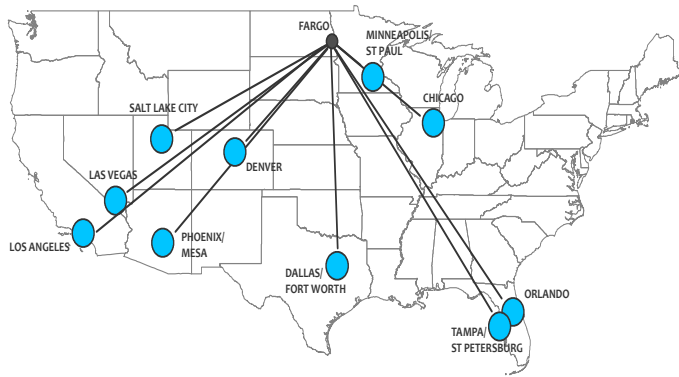 FARGO
MINNEAPOLIS/
ST PAUL
SALT LAKE CITY
CHICAGO
DENVER
LAS VEGAS
LOS ANGELES
PHOENIX/
MESA
DALLAS/
FORT WORTH
ORLANDO
TAMPA/
ST PETERSBURG